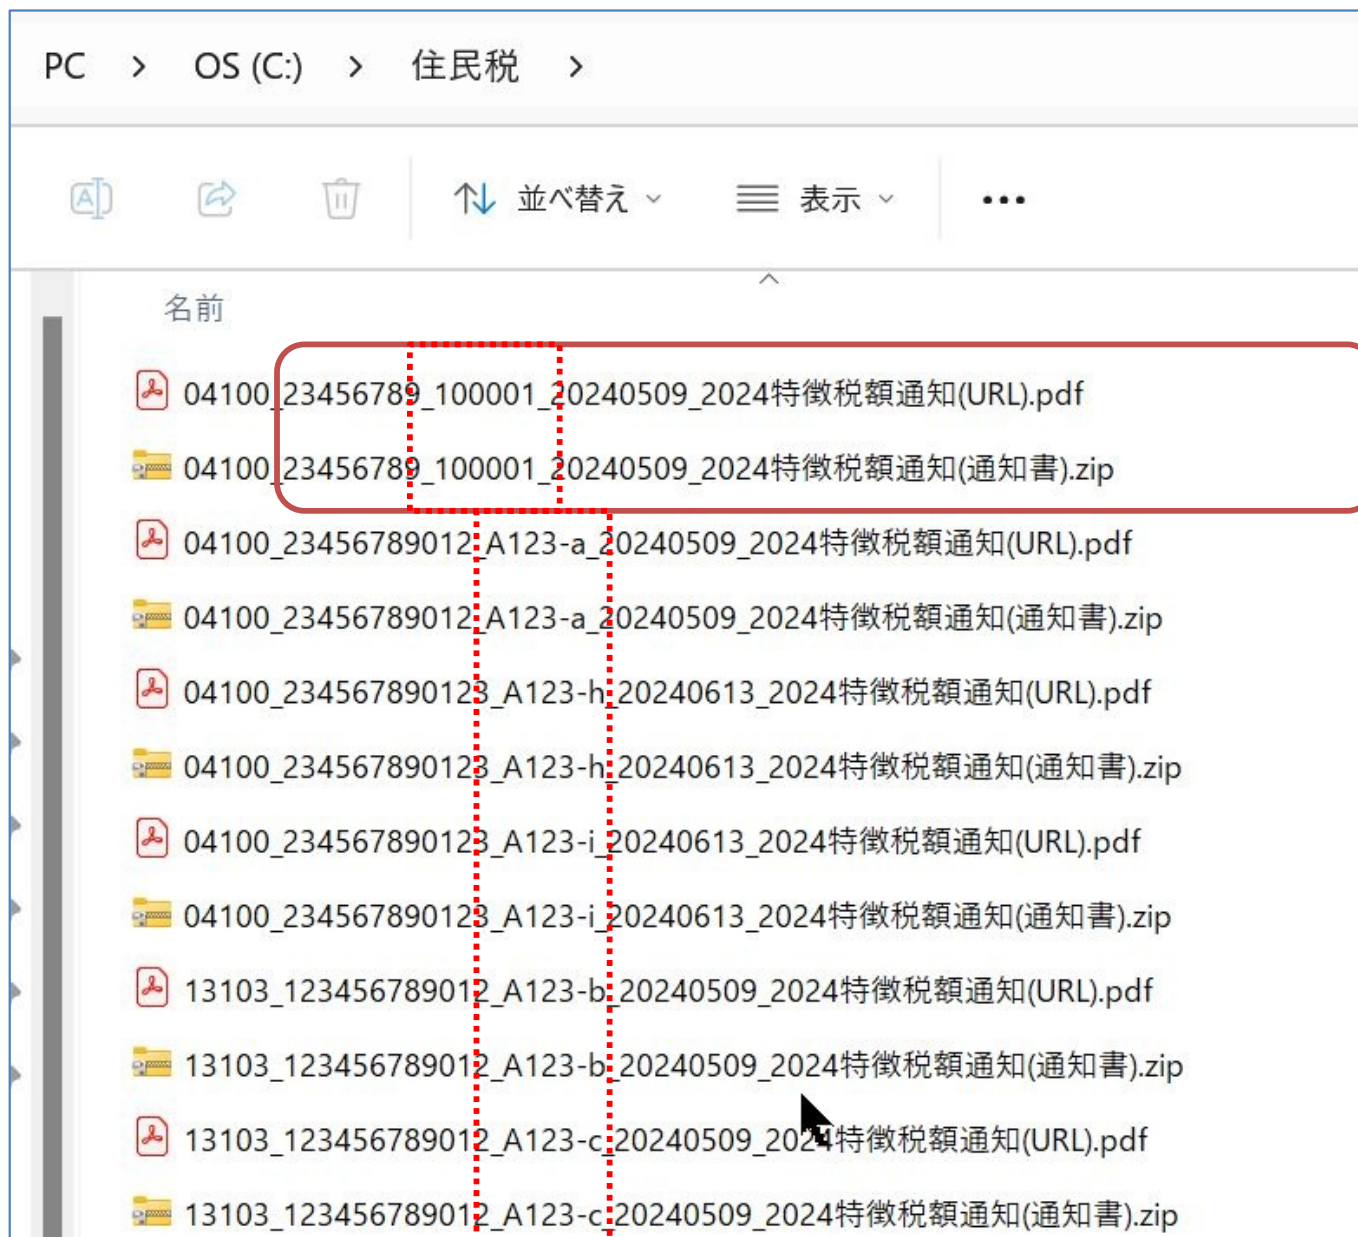 PC > OS (C:) > 住民税 >
並べ替え 表示 •••
名前
04100_23456789_100001_20240509_2024特徴税額通知(URL).pdf
04100_23456789_100001_20240509_2024特徴税額通知(通知書).zip
04100_23456789012_A123-a_20240509_2024特徴税額通知(URL).pdf
04100_23456789012_A123-a_20240509_2024特徴税額通知(通知書).zip
04100_234567890123_A123-h_20240613_2024特徴税額通知(URL).pdf
04100_234567890123_A123-h_20240613_2024特徴税額通知(通知書).zip
04100_234567890123_A123-i_20240613_2024特徴税額通知(URL).pdf
04100_234567890123_A123-i_20240613_2024特徴税額通知(通知書).zip
13103_123456789012_A123-b_20240509_2024特徴税額通知(URL).pdf
13103_123456789012_A123-b_20240509_2024特徴税額通知(通知書).zip
13103_123456789012_A123-c_20240509_2024特徴税額通知(URL).pdf
13103_123456789012_A123-c_20240509_2024特徴税額通知(通知書).zip